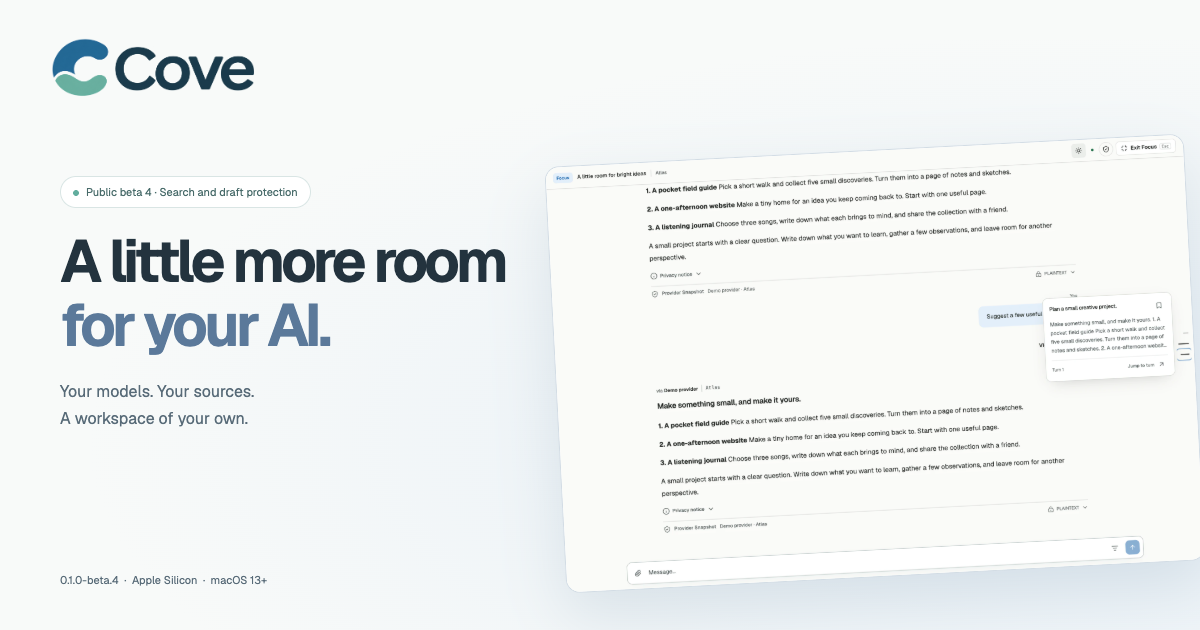 Cove
Public beta 4 · Search and draft protection
A little more room
for your AI.
Your models. Your sources.
A workspace of your own.
0.1.0-beta.4 · Apple Silicon · macOS 13+
Focus A little room for bright ideas | Atlas
Exit Focus Esc
1. A pocket field guide Pick a short walk and collect five small discoveries. Turn them into a page of notes and sketches.
2. A one-afternoon website Make a tiny home for an idea you keep coming back to. Start with one useful page.
3. A listening journal Choose three songs, write down what each brings to mind, and share the collection with a friend.
A small project starts with a clear question. Write down what you want to learn, gather a few observations, and leave room for another
perspective.
Privacy notice
Provider Snapshot Demo provider · Atlas
PLAINTEXT
Suggest a few useful
Plan a small creative project.
Make something small, and make it yours. 1. A
pocket field guide Pick a short walk and collect
five small discoveries. Turn them into a page of
notes and sketches. 2. A one-afternoon websit…
Turn 1
Jump to turn
via Demo provider | Atlas
Make something small, and make it yours.
1. A pocket field guide Pick a short walk and collect five small discoveries. Turn them into a page of notes and sketches.
2. A one-afternoon website Make a tiny home for an idea you keep coming back to. Start with one useful page.
3. A listening journal Choose three songs, write down what each brings to mind, and share the collection with a friend.
A small project starts with a clear question. Write down what you want to learn, gather a few observations, and leave room for another
perspective.
Privacy notice
Provider Snapshot Demo provider · Atlas
PLAINTEXT
Message...